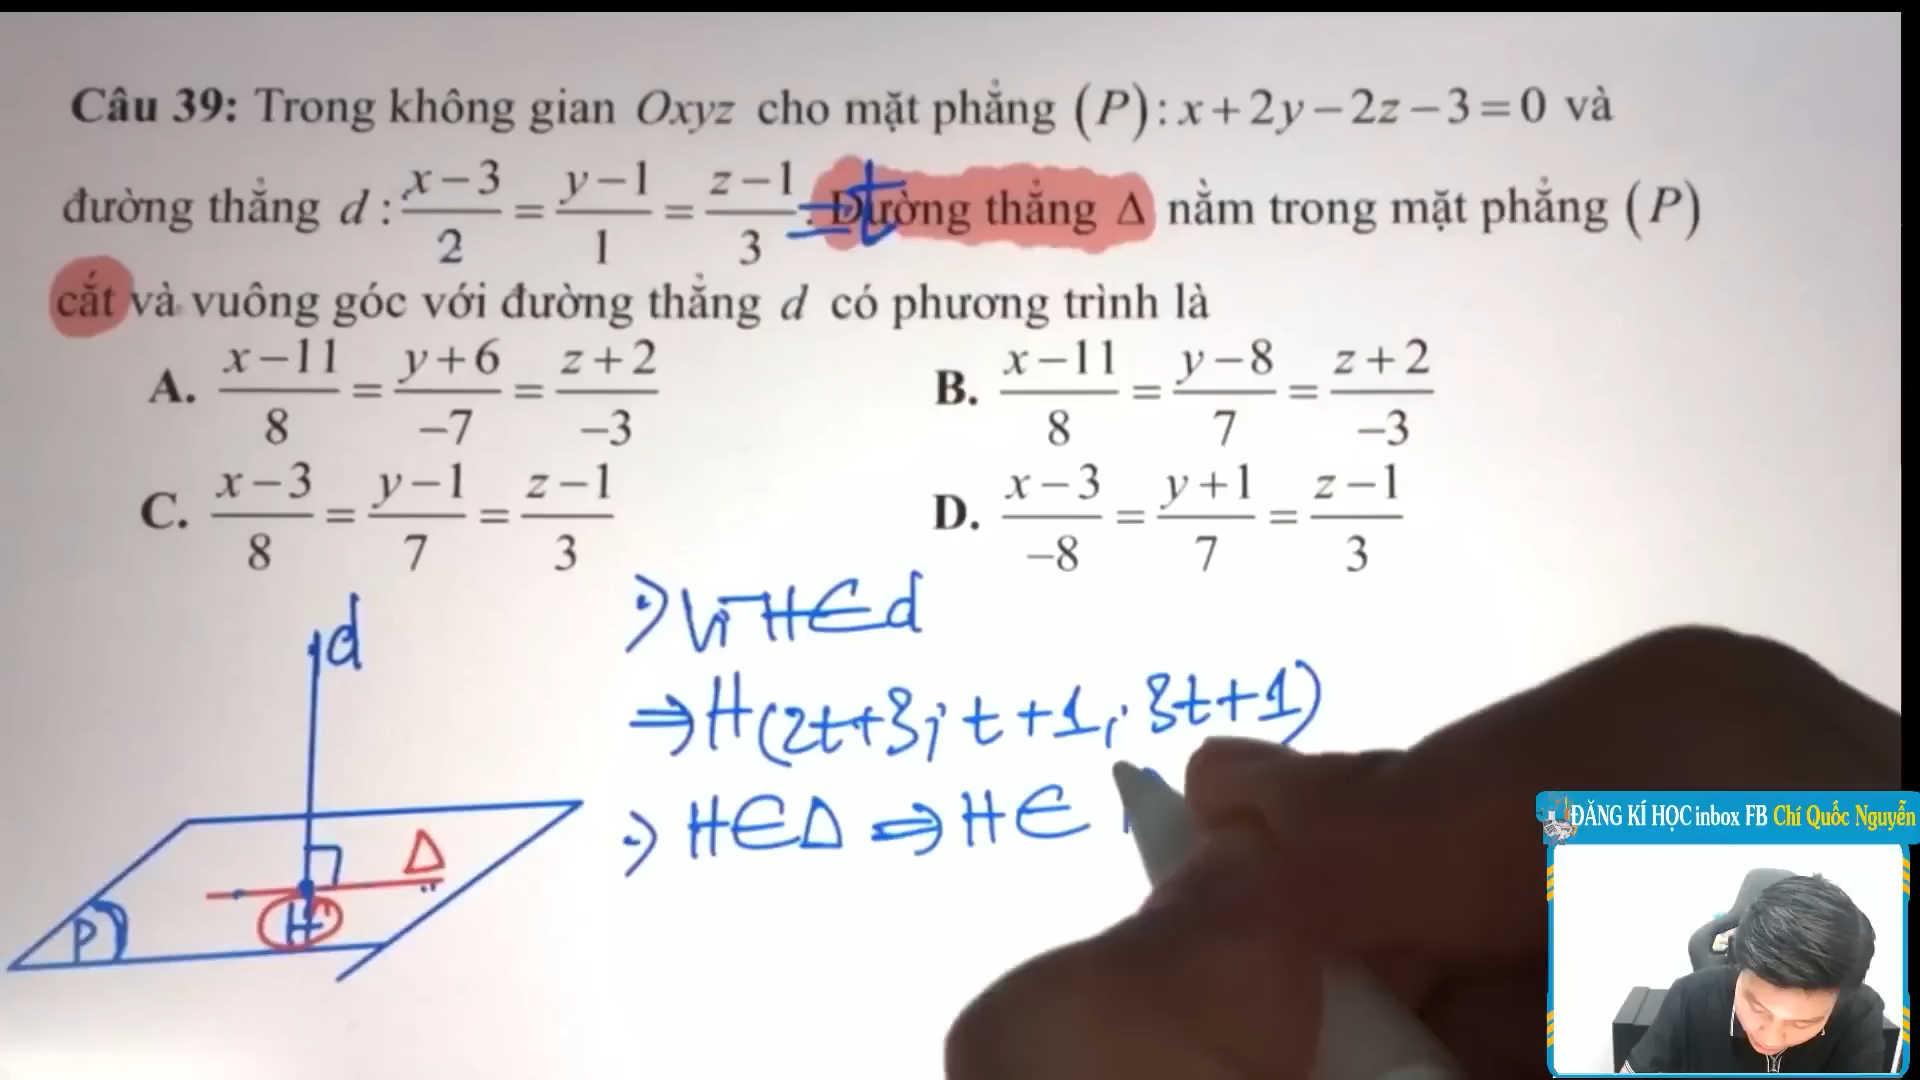 Câu 39: Trong không gian Oxyz cho mặt phẳng (P): x+2y−2z−3=0 và
đường thẳng d: (x−3)/2 = (y−1)/1 = (z−1)/3 = t. Đường thẳng Δ nằm trong mặt phẳng (P)
cắt và vuông góc với đường thẳng d có phương trình là
A. (x−11)/8 = (y+6)/−7 = (z+2)/−3
B. (x−11)/8 = (y−8)/7 = (z+2)/−3
C. (x−3)/8 = (y−1)/7 = (z−1)/3
D. (x−3)/−8 = (y+1)/7 = (z−1)/3
Vì H∈d
⇒H(2t+3; t+1; 3t+1)
H∈Δ ⇒ H∈
d
Δ
H
P
ĐĂNG KÍ HỌC inbox FB Chí Quốc Nguyễn